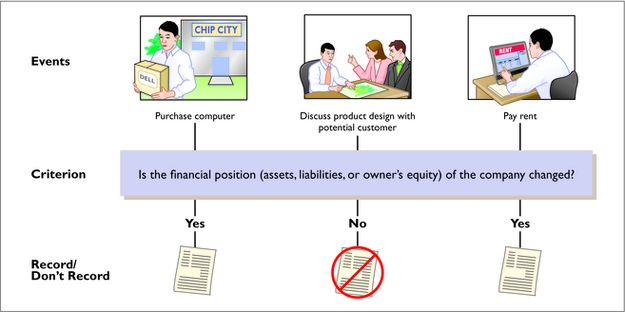 Events
CHIP CITY
DELL
RENT
Purchase computer
Discuss product design with
potential customer
Pay rent
Criterion
Is the financial position (assets, liabilities, or owner's equity) of the company changed?
Yes
No
Yes
Record/
Don't Record